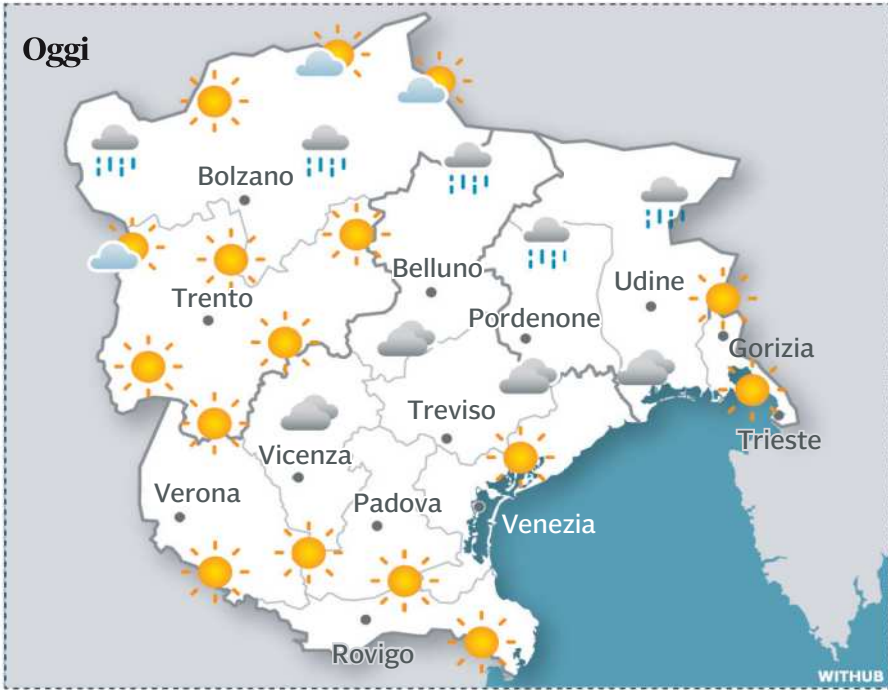 Oggi
Bolzano
Belluno
Trento
Udine
Pordenone
Gorizia
Treviso
Trieste
Vicenza
Verona
Padova
Venezia
Rovigo
WITHUB